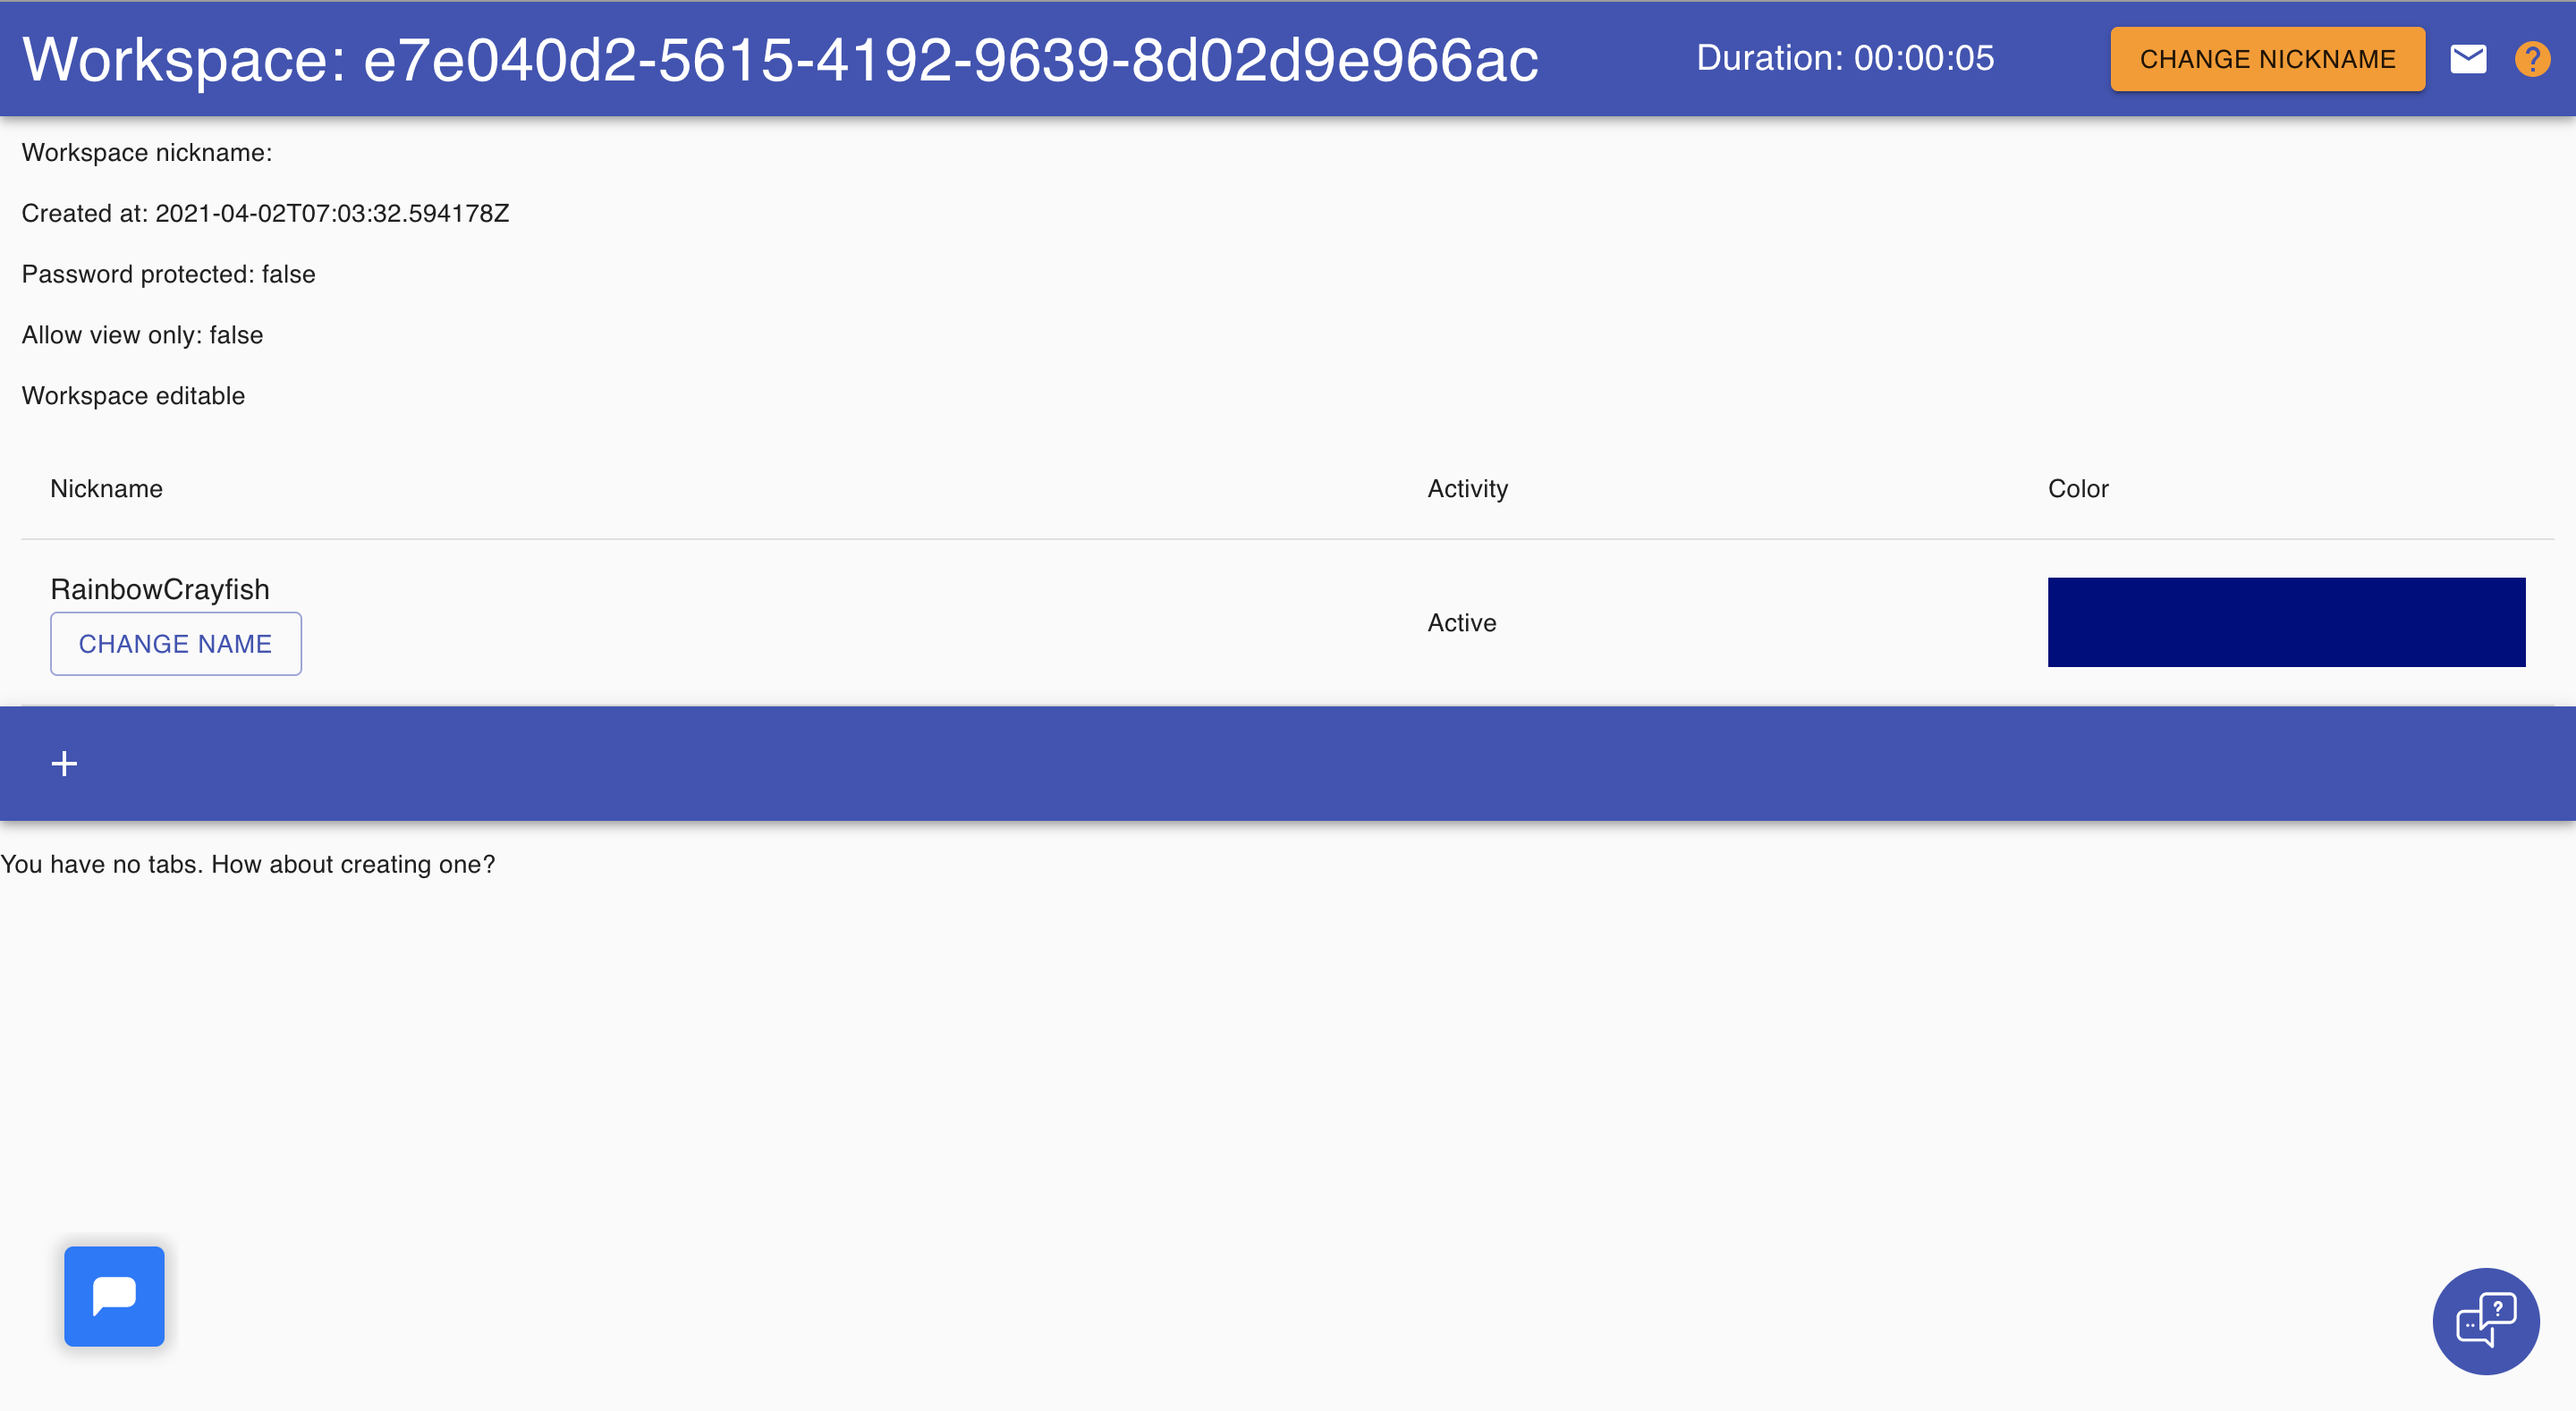 Workspace: e7e040d2-5615-4192-9639-8d02d9e966ac Duration: 00:00:05 CHANGE NICKNAME ?
Workspace nickname:
Created at: 2021-04-02T07:03:32.594178Z
Password protected: false
Allow view only: false
Workspace editable
Nickname Activity Color
RainbowCrayfish
CHANGE NAME Active
+
You have no tabs. How about creating one?
?